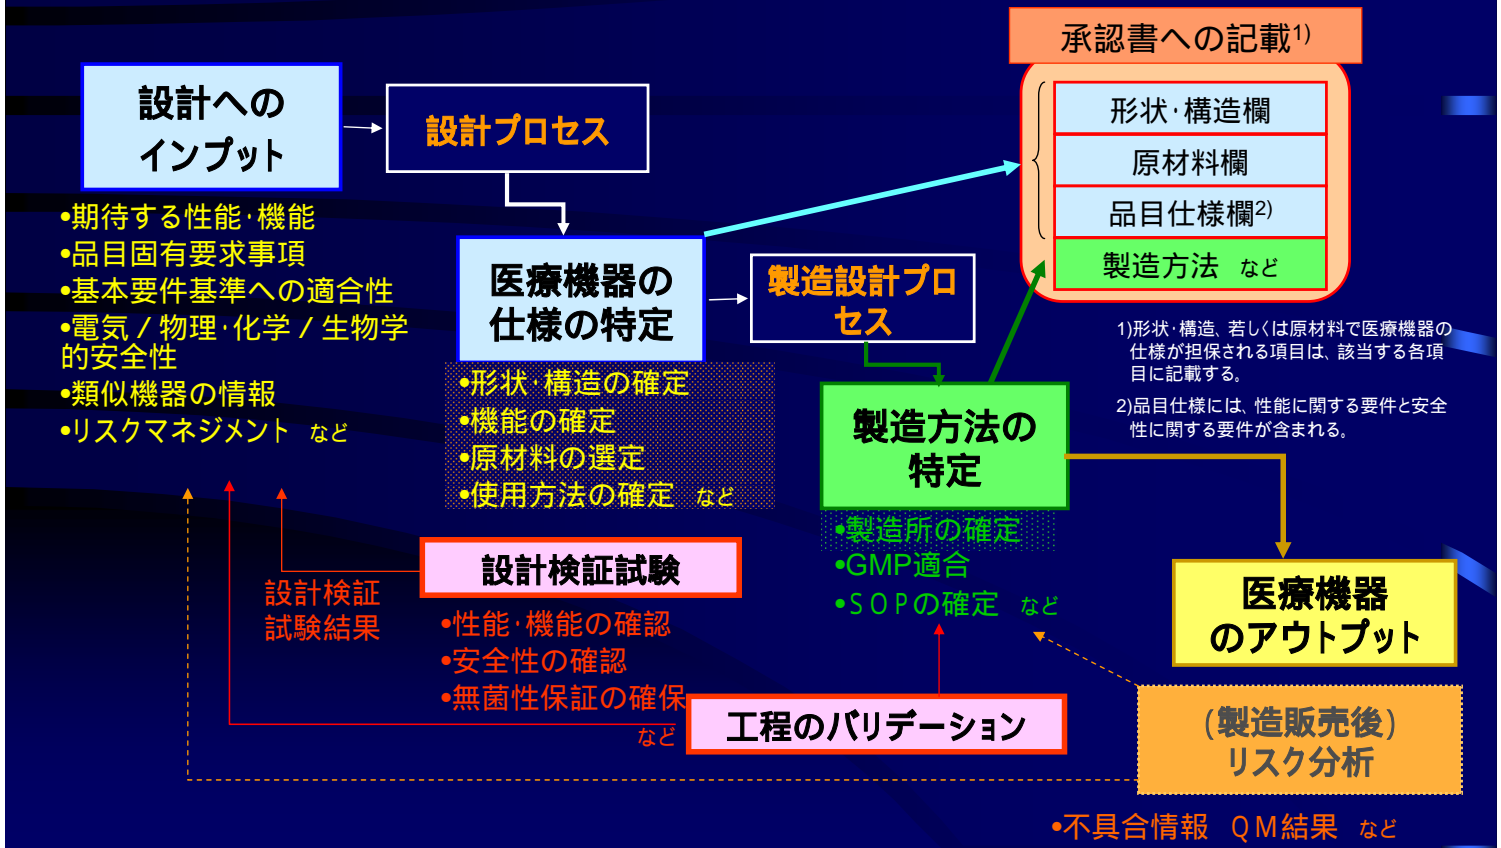 承認書への記載1)
設計への
インプット
設計プロセス
形状･構造欄
原材料欄
品目仕様欄2)
製造方法 など
•期待する性能･機能
•品目固有要求事項
•基本要件基準への適合性
•電気／物理･化学／生物学
的安全性
•類似機器の情報
•リスクマネジメント など
医療機器の
仕様の特定
•形状･構造の確定
•機能の確定
•原材料の選定
•使用方法の確定 など
製造設計プロ
セス
1)形状･構造、若しくは原材料で医療機器の
仕様が担保される項目は、該当する各項
目に記載する。
2)品目仕様には、性能に関する要件と安全
性に関する要件が含まれる。
製造方法の
特定
•製造所の確定
•GMP適合
•ＳＯＰの確定 など
設計検証試験
設計検証
試験結果
•性能･機能の確認
•安全性の確認
•無菌性保証の確保
など
工程のバリデーション
医療機器
のアウトプット
(製造販売後)
リスク分析
•不具合情報 ＱＭ結果 など